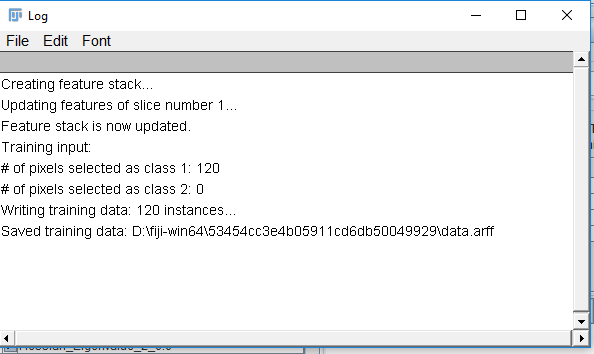 Log
File Edit Font
Creating feature stack...
Updating features of slice number 1...
Feature stack is now updated.
Training input:
# of pixels selected as class 1: 120
# of pixels selected as class 2: 0
Writing training data: 120 instances...
Saved training data: D:\fiji-win64\53454cc3e4b05911cd6db50049929\data.arff